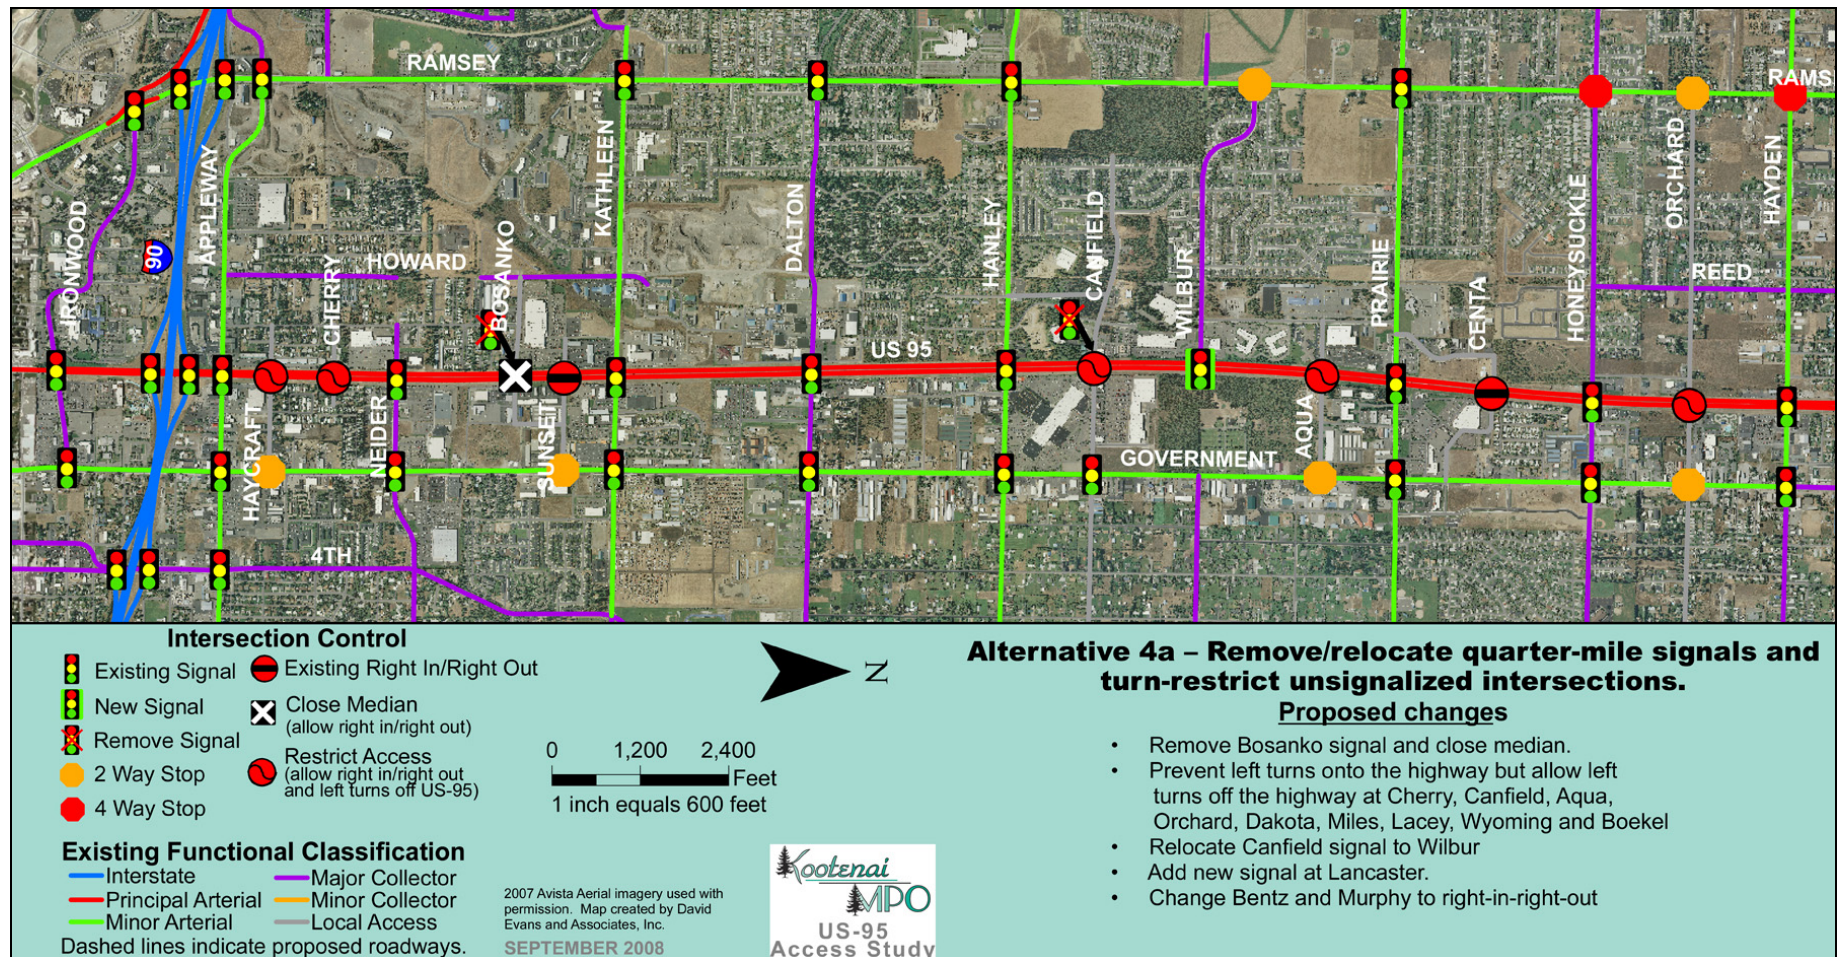 RAMSEY
RAMS
IRONWOOD
90
APPLEWAY
CHERRY
HOWARD
BOSANKO
KATHLEEN
DALTON
HANLEY
CANFIELD
WILBUR
PRAIRIE
CENTA
HONEYSUCKLE
ORCHARD
HAYDEN
REED
US 95
HAYCRAFT
NEIDER
SUNSET
AQUA
GOVERNMENT
4TH
Intersection Control
Existing Signal
New Signal
Remove Signal
2 Way Stop
4 Way Stop
Existing Right In/Right Out
Close Median
(allow right in/right out)
Restrict Access
(allow right in/right out
and left turns off US-95)
Existing Functional Classification
Interstate
Principal Arterial
Minor Arterial
Major Collector
Minor Collector
Local Access
Dashed lines indicate proposed roadways.
N
0 1,200 2,400
Feet
1 inch equals 600 feet
2007 Avista Aerial imagery used with
permission. Map created by David
Evans and Associates, Inc.
SEPTEMBER 2008
Kootenai
MPO
US-95
Access Study
Alternative 4a – Remove/relocate quarter-mile signals and
turn-restrict unsignalized intersections.
Proposed changes
• Remove Bosanko signal and close median.
• Prevent left turns onto the highway but allow left
turns off the highway at Cherry, Canfield, Aqua,
Orchard, Dakota, Miles, Lacey, Wyoming and Boekel
• Relocate Canfield signal to Wilbur
• Add new signal at Lancaster.
• Change Bentz and Murphy to right-in-right-out